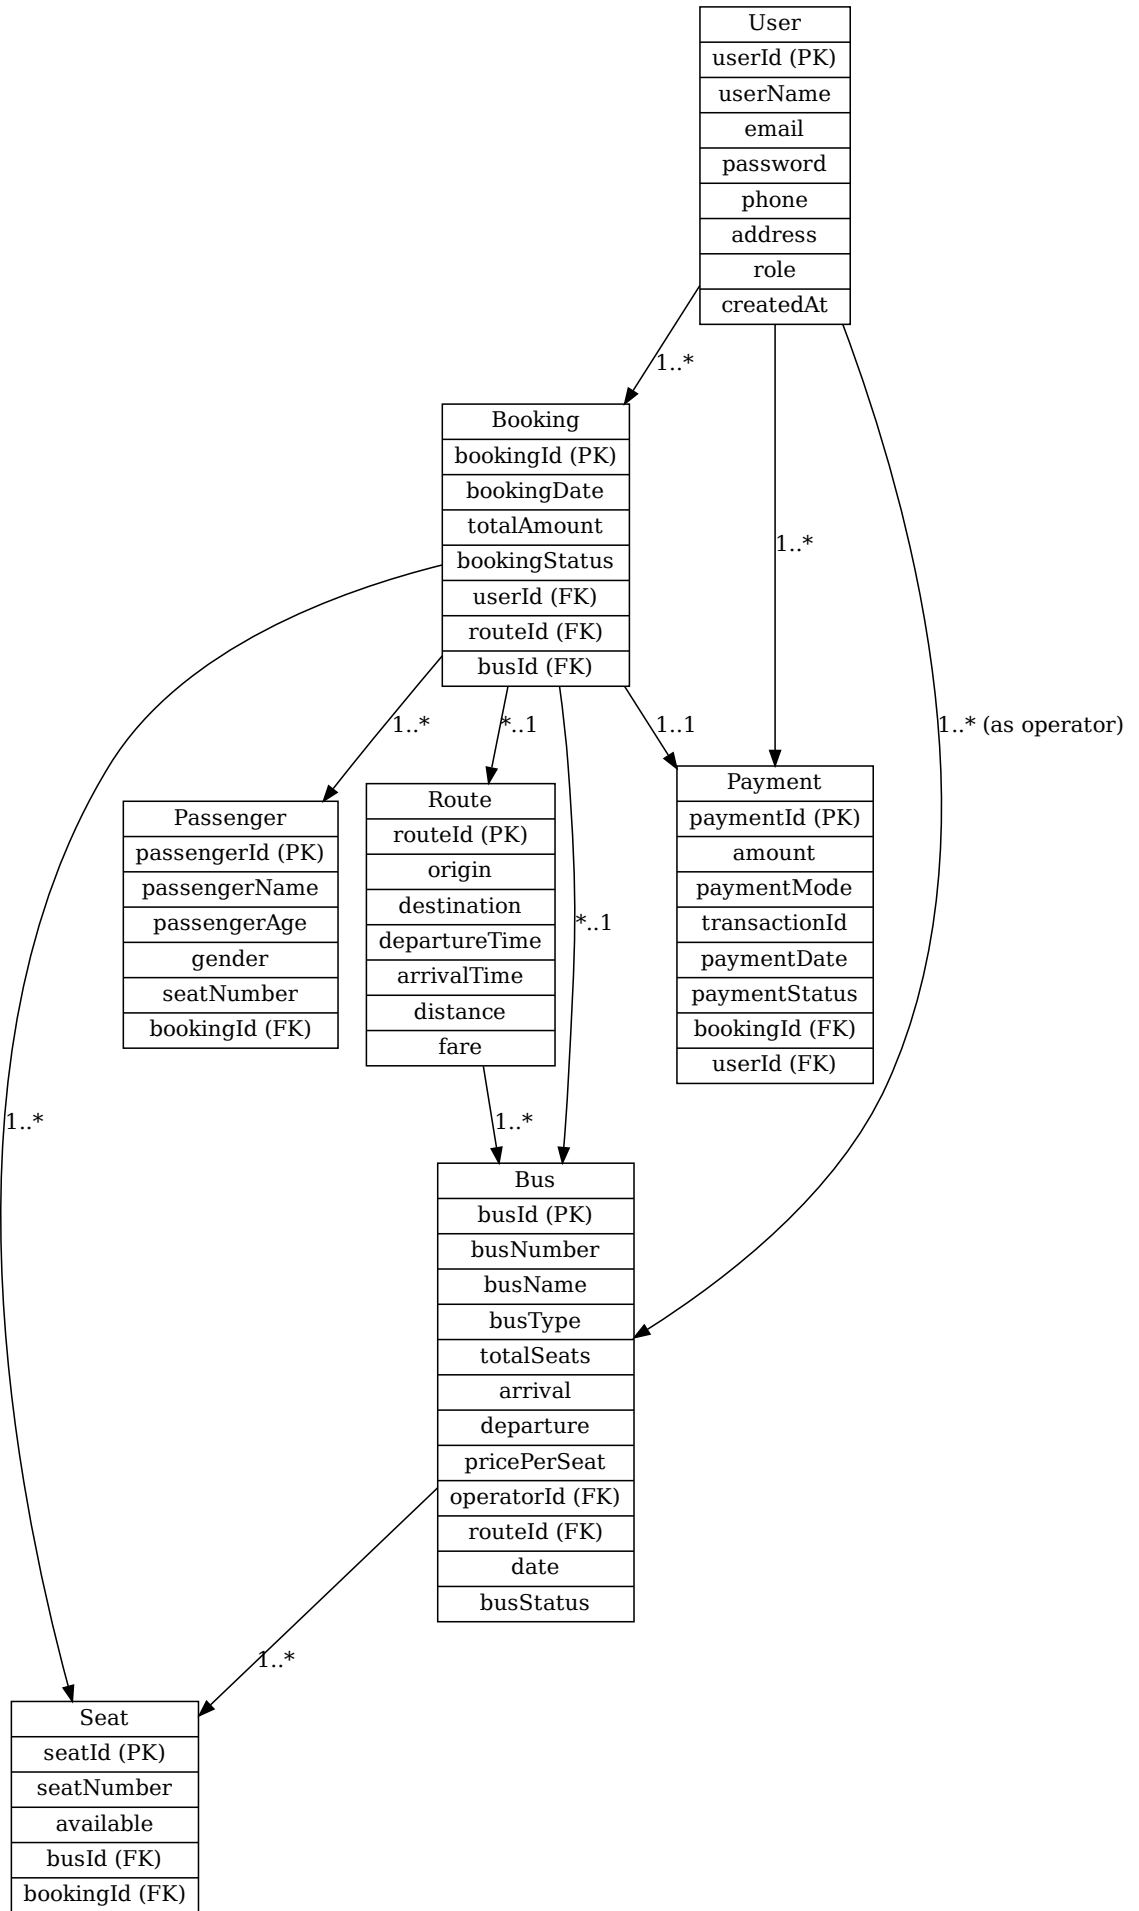 User
userId (PK)
userName
email
password
phone
address
role
createdAt
1..*
Booking
bookingId (PK)
bookingDate
totalAmount
bookingStatus
userId (FK)
routeId (FK)
busId (FK)
1..*
1..*
*..1
1..1
1..* (as operator)
Passenger
passengerId (PK)
passengerName
passengerAge
gender
seatNumber
bookingId (FK)
Route
routeId (PK)
origin
destination
departureTime
arrivalTime
distance
fare
*..1
Payment
paymentId (PK)
amount
paymentMode
transactionId
paymentDate
paymentStatus
bookingId (FK)
userId (FK)
1..*
1..*
Bus
busId (PK)
busNumber
busName
busType
totalSeats
arrival
departure
pricePerSeat
operatorId (FK)
routeId (FK)
date
busStatus
1..*
Seat
seatId (PK)
seatNumber
available
busId (FK)
bookingId (FK)